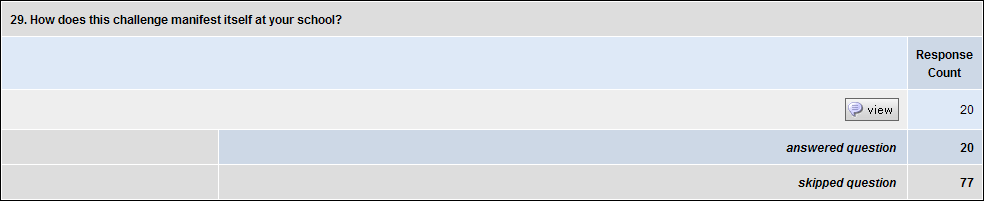 29. How does this challenge manifest itself at your school?
Response
Count
view 20
answered question 20
skipped question 77